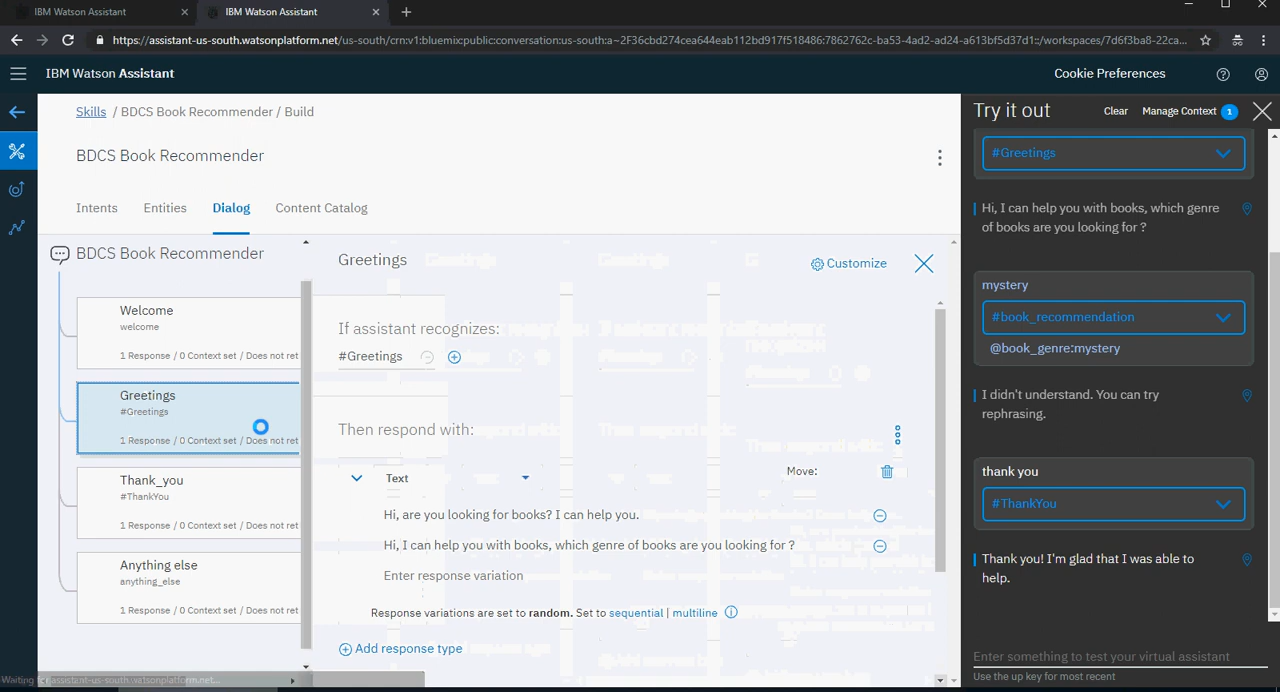 IBM Watson Assistant
IBM Watson Assistant
https://assistant-us-south.watsonplatform.net/us-south/crn:v1:bluemix:public:conversation:us-south:a~2F36cbd274cea644eab112bd917f518486:7862762c-ba53-4ad2-ad24-a613bf5d37d1::/workspaces/7d6f3ba8-22ca...
IBM Watson Assistant
Cookie Preferences
Skills / BDCS Book Recommender / Build
BDCS Book Recommender
Intents
Entities
Dialog
Content Catalog
BDCS Book Recommender
Welcome
welcome
1 Response / 0 Context set / Does not ret
Greetings
#Greetings
1 Response / 0 Context set / Does not ret
Thank_you
#ThankYou
1 Response / 0 Context set / Does not ret
Anything else
anything_else
1 Response / 0 Context set / Does not ret
Greetings
Customize
If assistant recognizes:
#Greetings
Then respond with:
Text
Move:
Hi, are you looking for books? I can help you.
Hi, I can help you with books, which genre of books are you looking for ?
Enter response variation
Response variations are set to random. Set to sequential | multiline
Add response type
Try it out
Clear
Manage Context 1
#Greetings
Hi, I can help you with books, which genre
of books are you looking for ?
mystery
#book_recommendation
@book_genre:mystery
I didn't understand. You can try
rephrasing.
thank you
#ThankYou
Thank you! I'm glad that I was able to
help.
Enter something to test your virtual assistant
Use the up key for most recent
Waiting for assistant-us-south.watsonplatform.net...